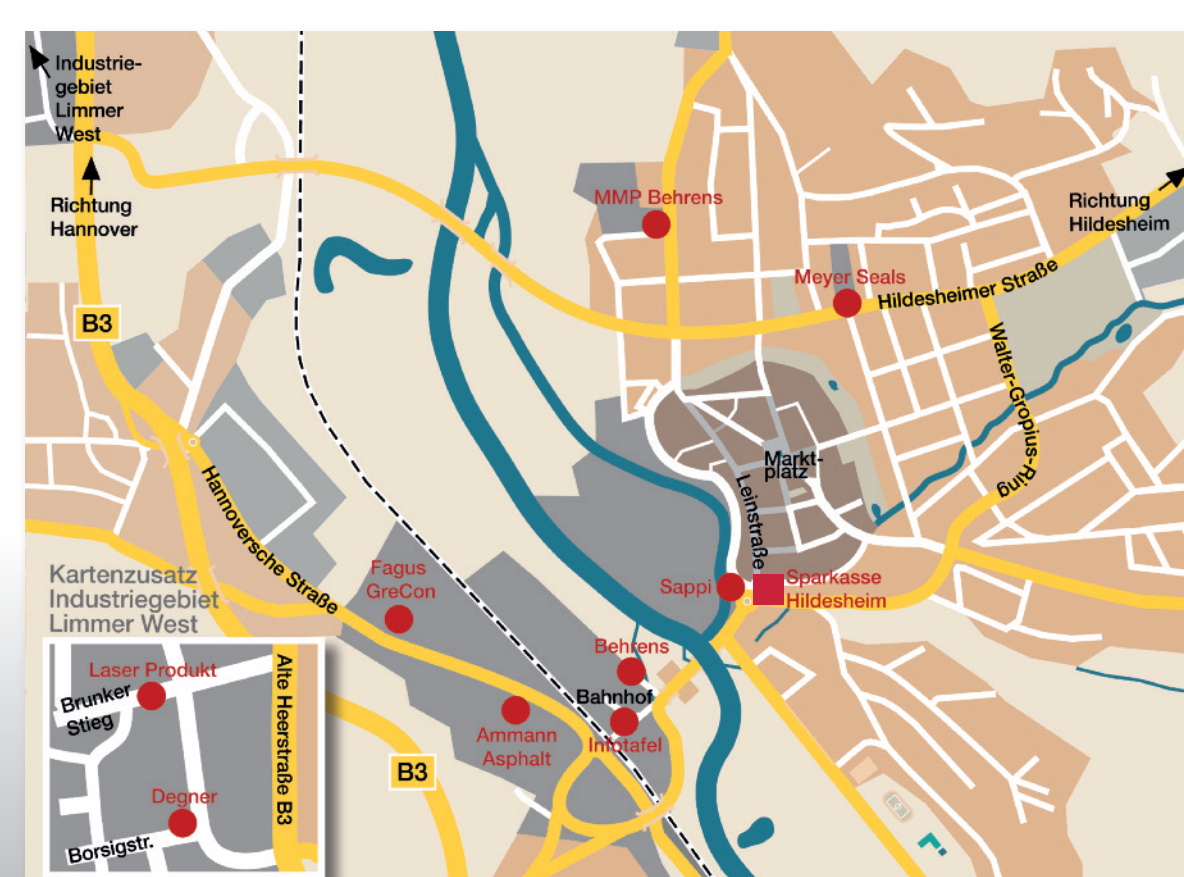 Industrie-
gebiet
Limmer
West
Richtung
Hannover
MMP Behrens
Richtung
Hildesheim
Meyer Seals
Hildesheimer Straße
B3
Walter-Gropius-Ring
Markt-
platz
Leinstraße
Hannoversche Straße
Fagus
GreCon
Sappi
Sparkasse
Hildesheim
Kartenzusatz
Industriegebiet
Limmer West
Behrens
Bahnhof
Infotafel
Ammann
Asphalt
B3
Laser Produkt
Brunker
Stieg
Alte Heerstraße B3
Degner
Borsigstr.